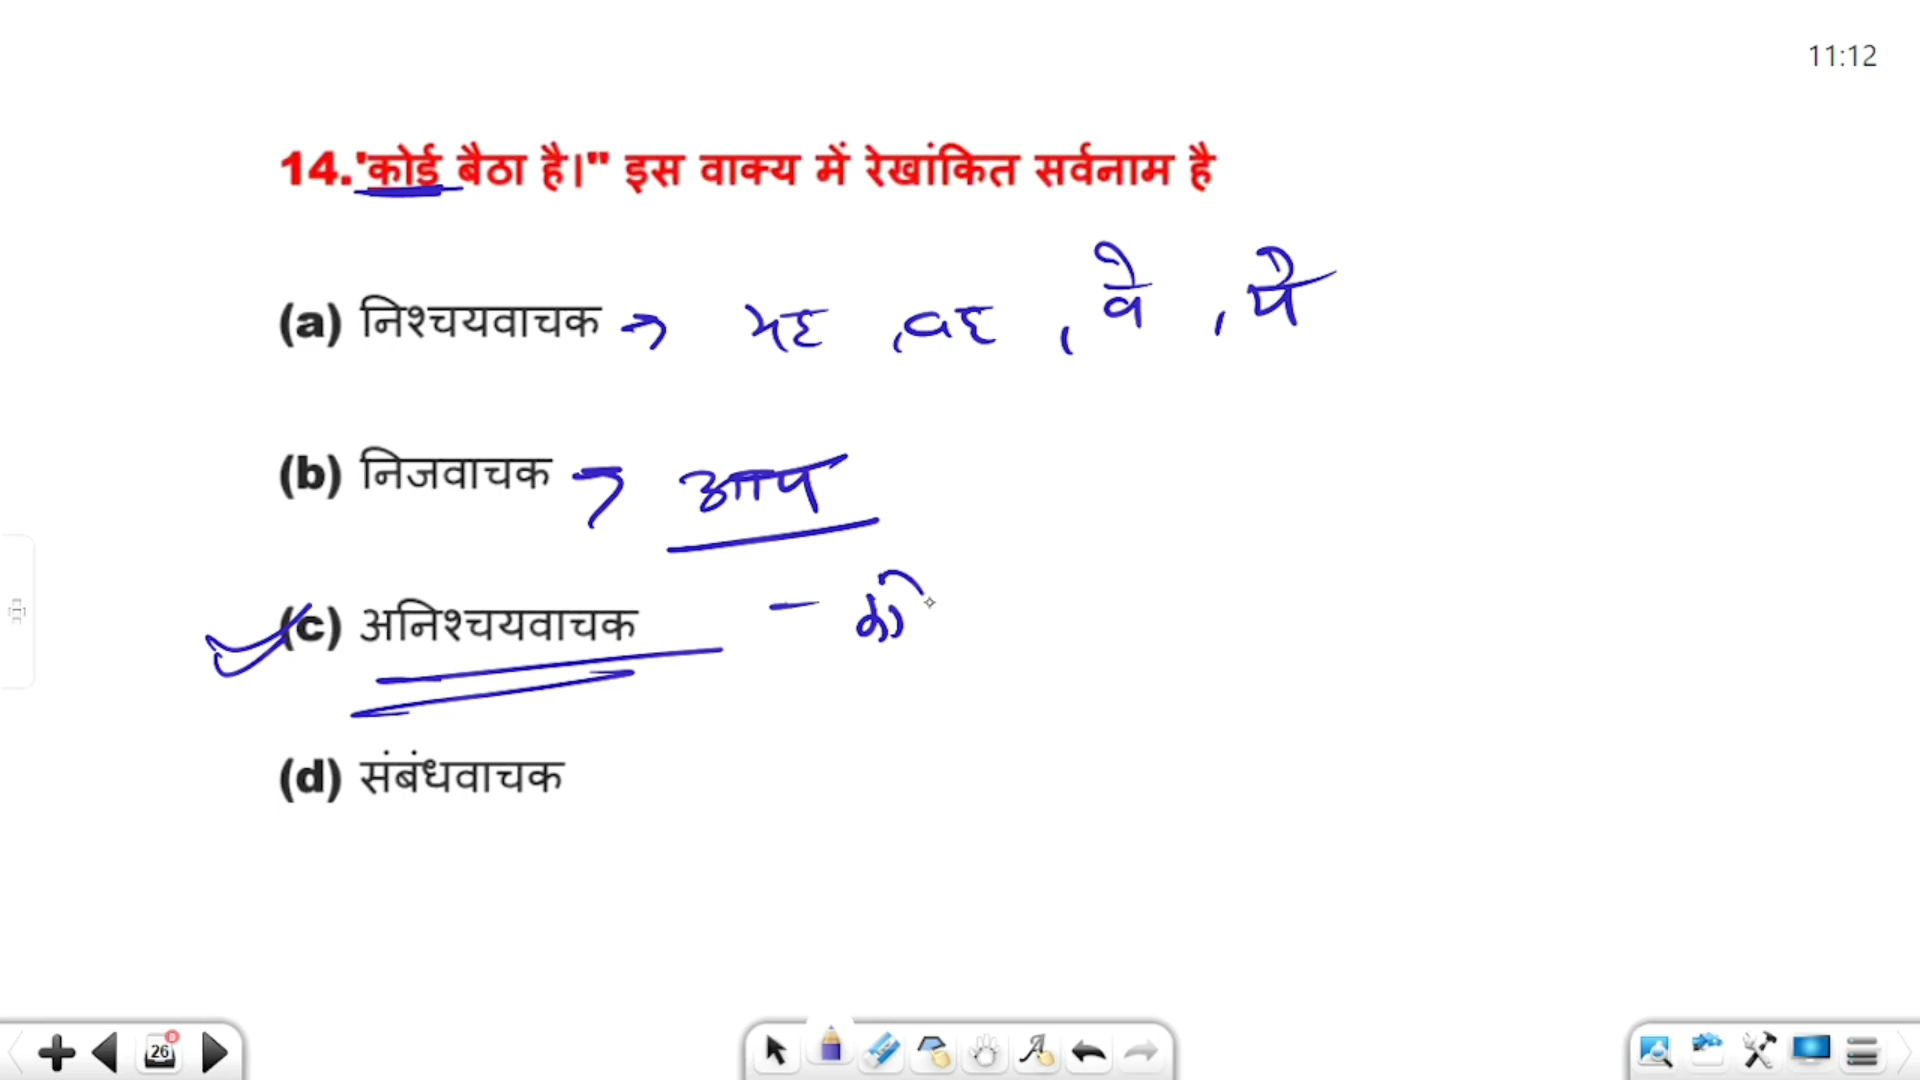 11:12
14.'कोई बैठा है।" इस वाक्य में रेखांकित सर्वनाम है
(a) निश्चयवाचक → यह , वह , वे , ये
(b) निजवाचक → आप
(c) अनिश्चयवाचक - को
(d) संबंधवाचक
26